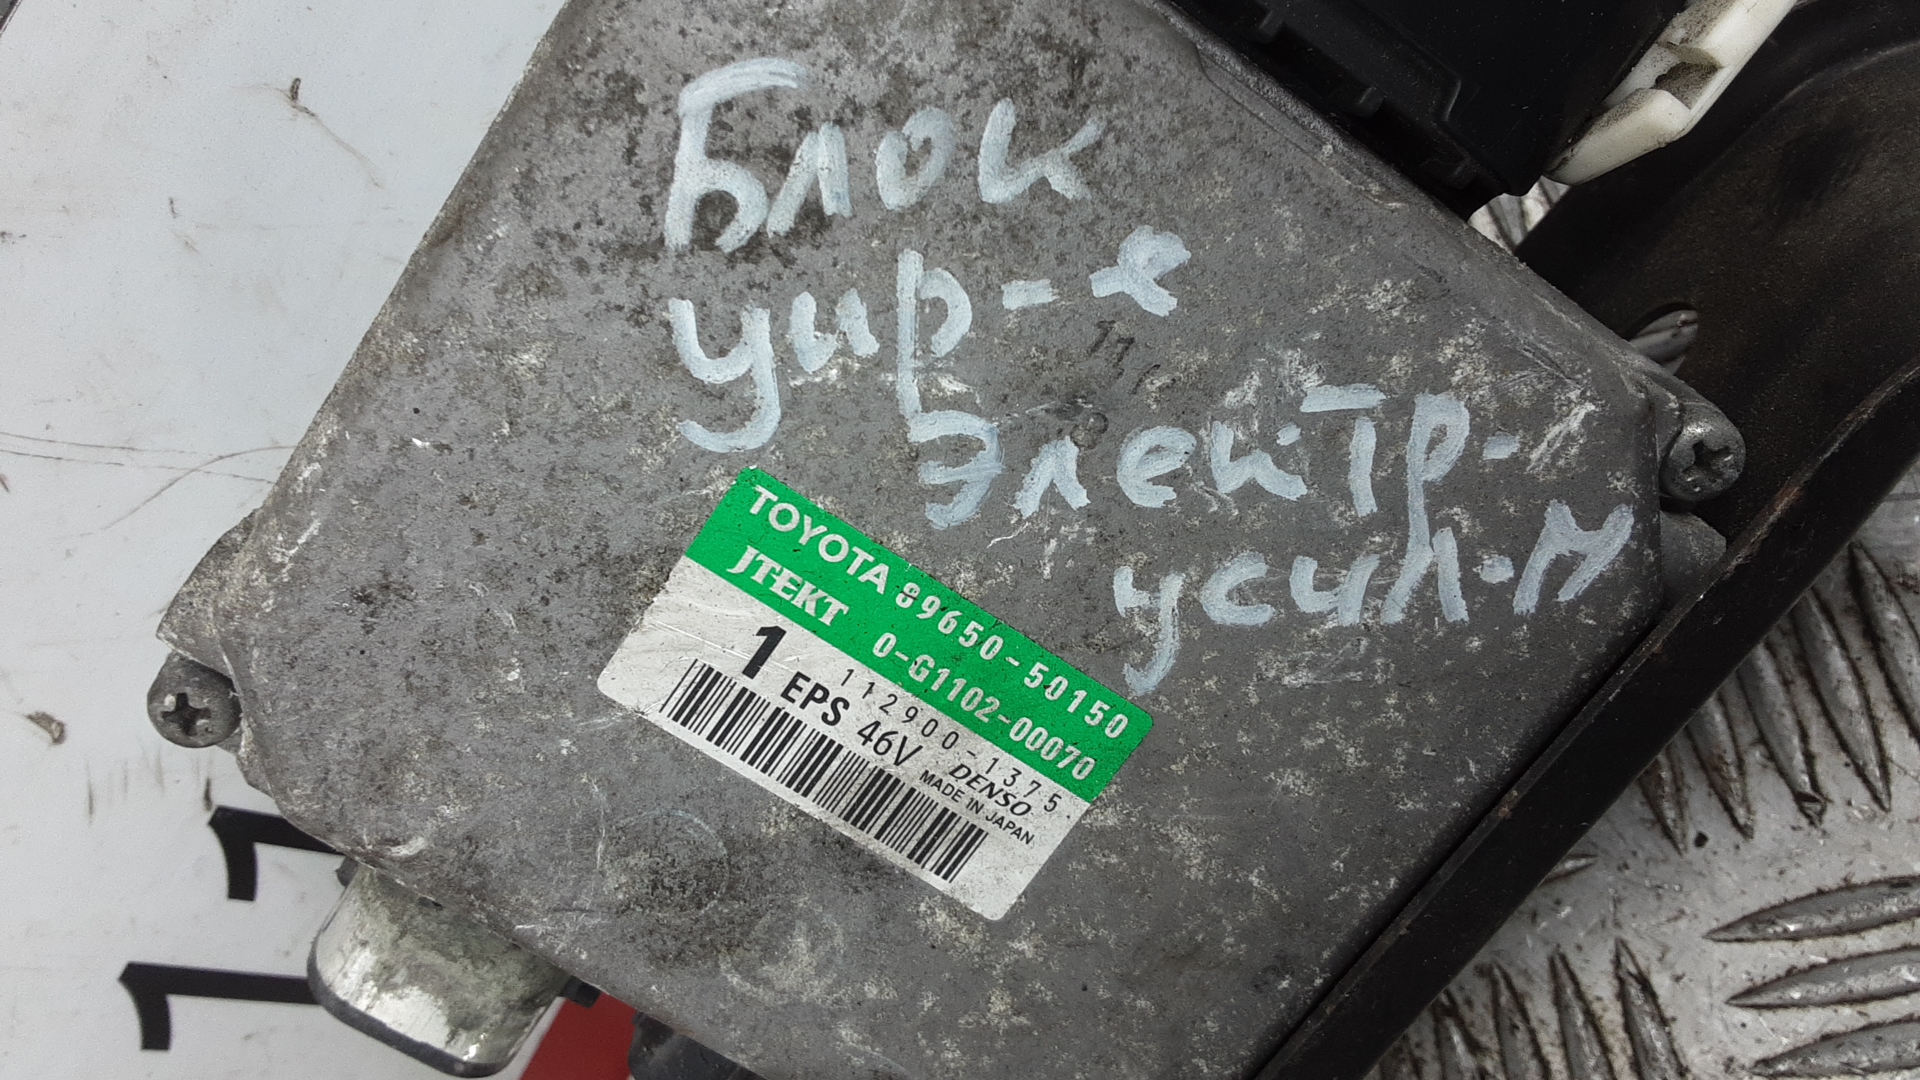 Блок
упр-е
Электр.
усил.м
TOYOTA 89650-50150
JTEKT 0-G1102-00070
112900-1375
1 EPS 46V DENSO
MADE IN JAPAN